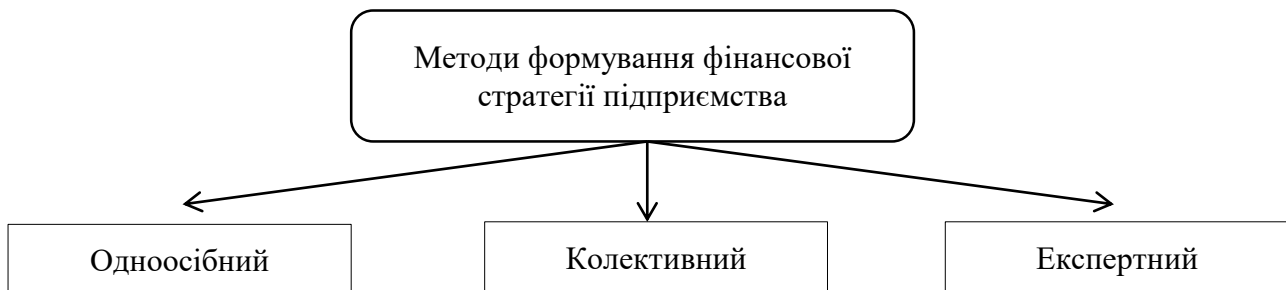 Методи формування фінансової
стратегії підприємства
Одноосібний
Колективний
Експертний